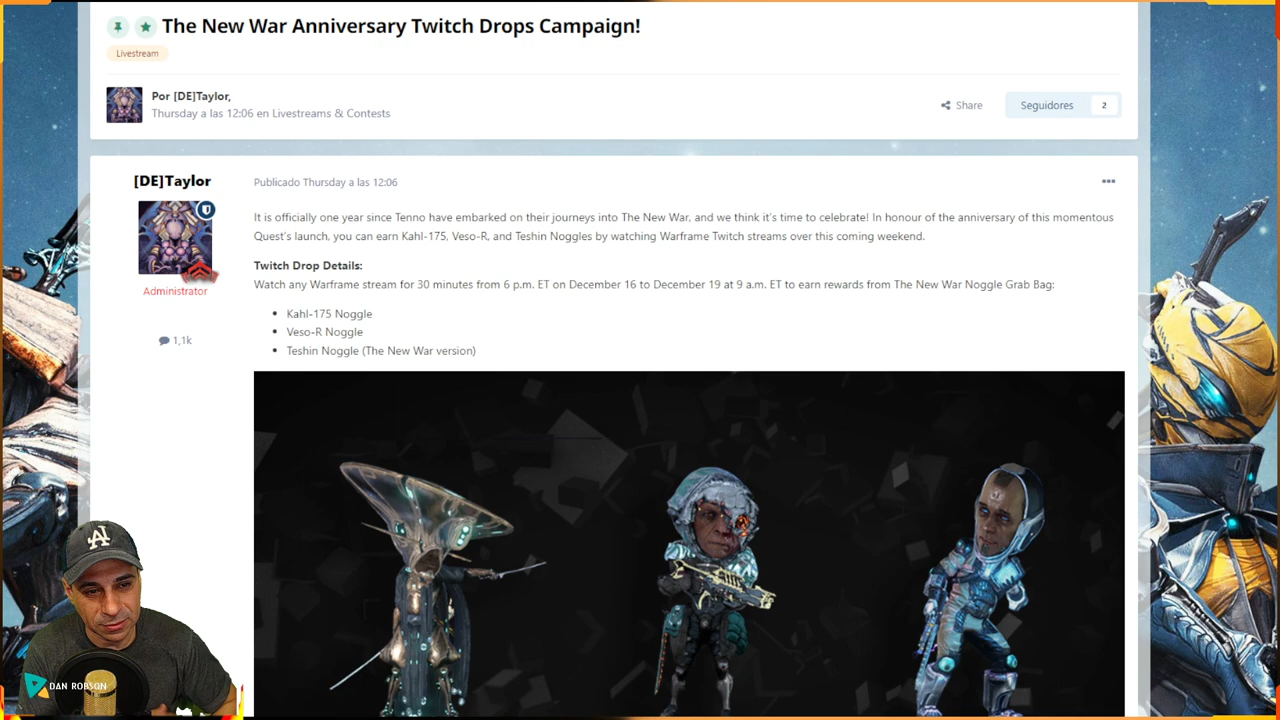 The New War Anniversary Twitch Drops Campaign!
Livestream
Por [DE]Taylor,
Thursday a las 12:06 en Livestreams & Contests
Share
Seguidores 2
[DE]Taylor
Publicado Thursday a las 12:06
It is officially one year since Tenno have embarked on their journeys into The New War, and we think it's time to celebrate! In honour of the anniversary of this momentous
Quest's launch, you can earn Kahl-175, Veso-R, and Teshin Noggles by watching Warframe Twitch streams over this coming weekend.
Twitch Drop Details:
Watch any Warframe stream for 30 minutes from 6 p.m. ET on December 16 to December 19 at 9 a.m. ET to earn rewards from The New War Noggle Grab Bag:
Administrator
1,1k
• Kahl-175 Noggle
• Veso-R Noggle
• Teshin Noggle (The New War version)
DAN ROBSON